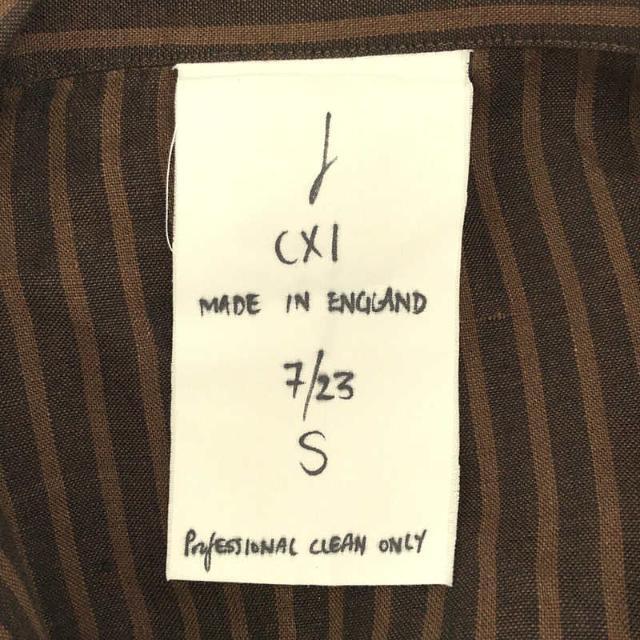 J
CXI
MADE IN ENGLAND
7/23
S
PROFESSIONAL CLEAN ONLY